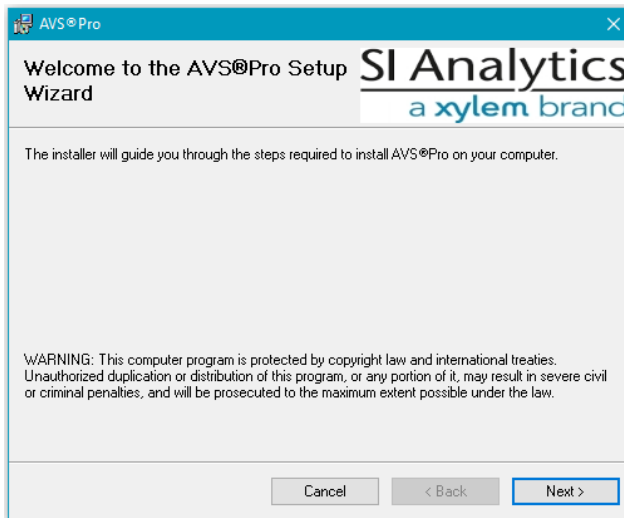 AVS®Pro
Welcome to the AVS®Pro Setup
Wizard
SI Analytics
a xylem brand
The installer will guide you through the steps required to install AVS®Pro on your computer.
WARNING: This computer program is protected by copyright law and international treaties.
Unauthorized duplication or distribution of this program, or any portion of it, may result in severe civil
or criminal penalties, and will be prosecuted to the maximum extent possible under the law.
Cancel
< Back
Next >